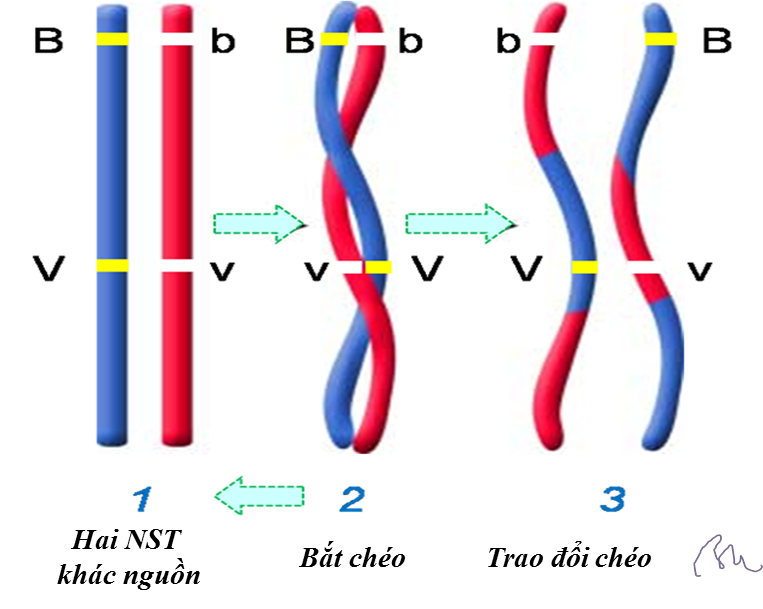 B b B b b B
V v v V V v
1 2 3
Hai NST
khác nguồn
Bắt chéo
Trao đổi chéo